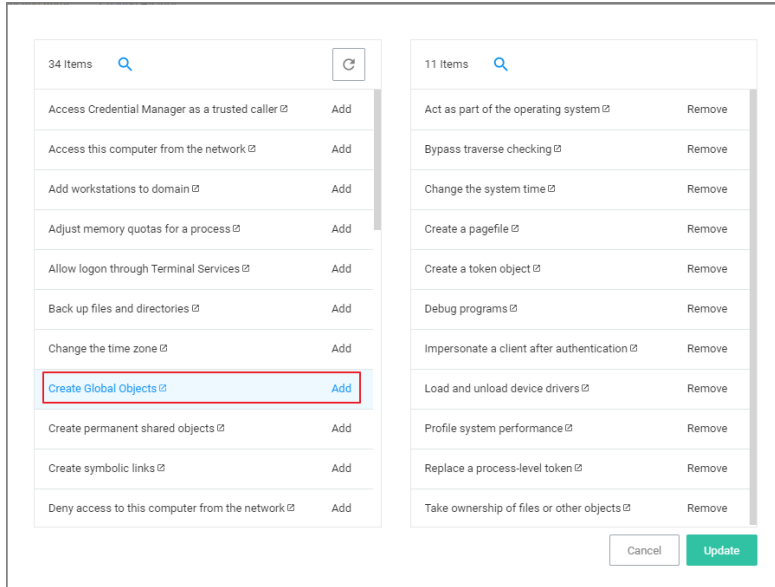 34 Items
Access Credential Manager as a trusted caller Add
Access this computer from the network Add
Add workstations to domain Add
Adjust memory quotas for a process Add
Allow logon through Terminal Services Add
Back up files and directories Add
Change the time zone Add
Create Global Objects Add
Create permanent shared objects Add
Create symbolic links Add
Deny access to this computer from the network Add
11 Items
Act as part of the operating system Remove
Bypass traverse checking Remove
Change the system time Remove
Create a pagefile Remove
Create a token object Remove
Debug programs Remove
Impersonate a client after authentication Remove
Load and unload device drivers Remove
Profile system performance Remove
Replace a process-level token Remove
Take ownership of files or other objects Remove
Cancel Update